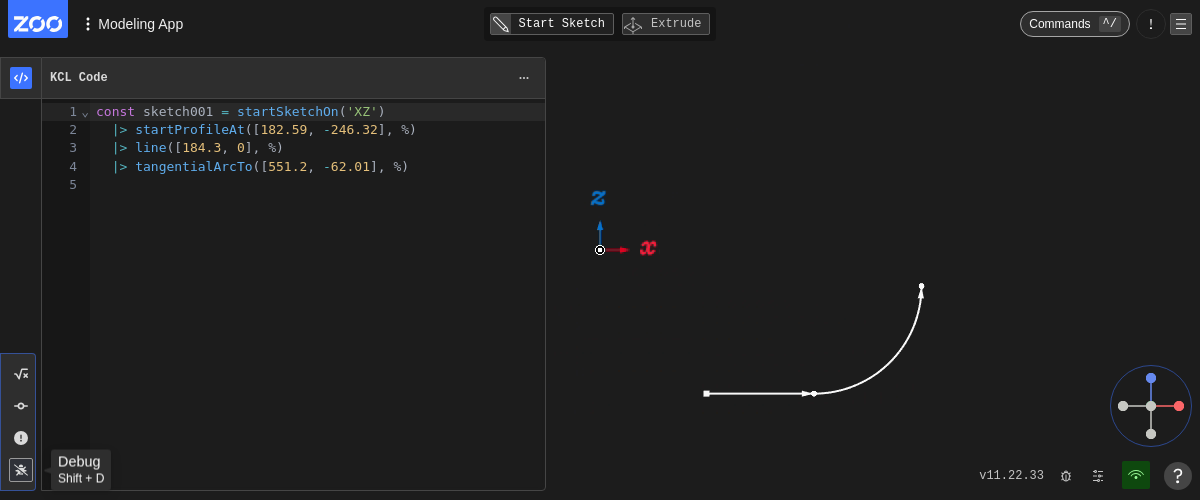 ZOO
Modeling App
Start Sketch
Extrude
Commands ^/
!
KCL Code
1 const sketch001 = startSketchOn('XZ')
2 |> startProfileAt([182.59, -246.32], %)
3 |> line([184.3, 0], %)
4 |> tangentialArcTo([551.2, -62.01], %)
5
z
x
Debug
Shift + D
v11.22.33
?